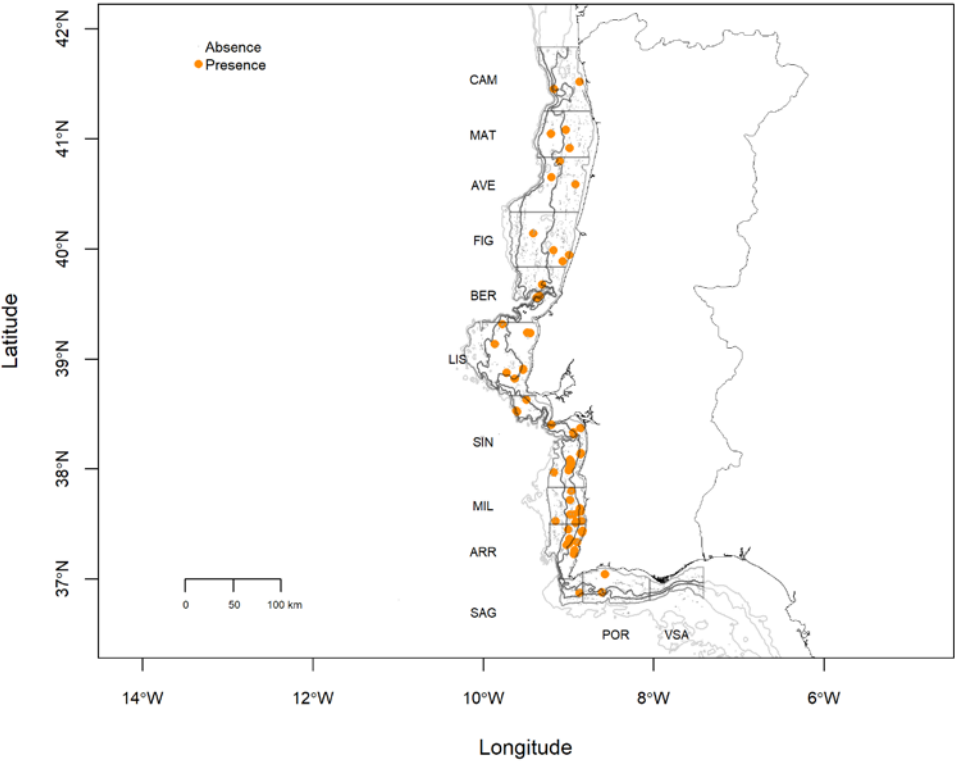 Absence
Presence
CAM
MAT
AVE
FIG
BER
LIS
SIN
MIL
ARR
SAG
POR
VSA
0
50
100 km
42°N
41°N
40°N
39°N
38°N
37°N
Latitude
14°W
12°W
10°W
8°W
6°W
Longitude